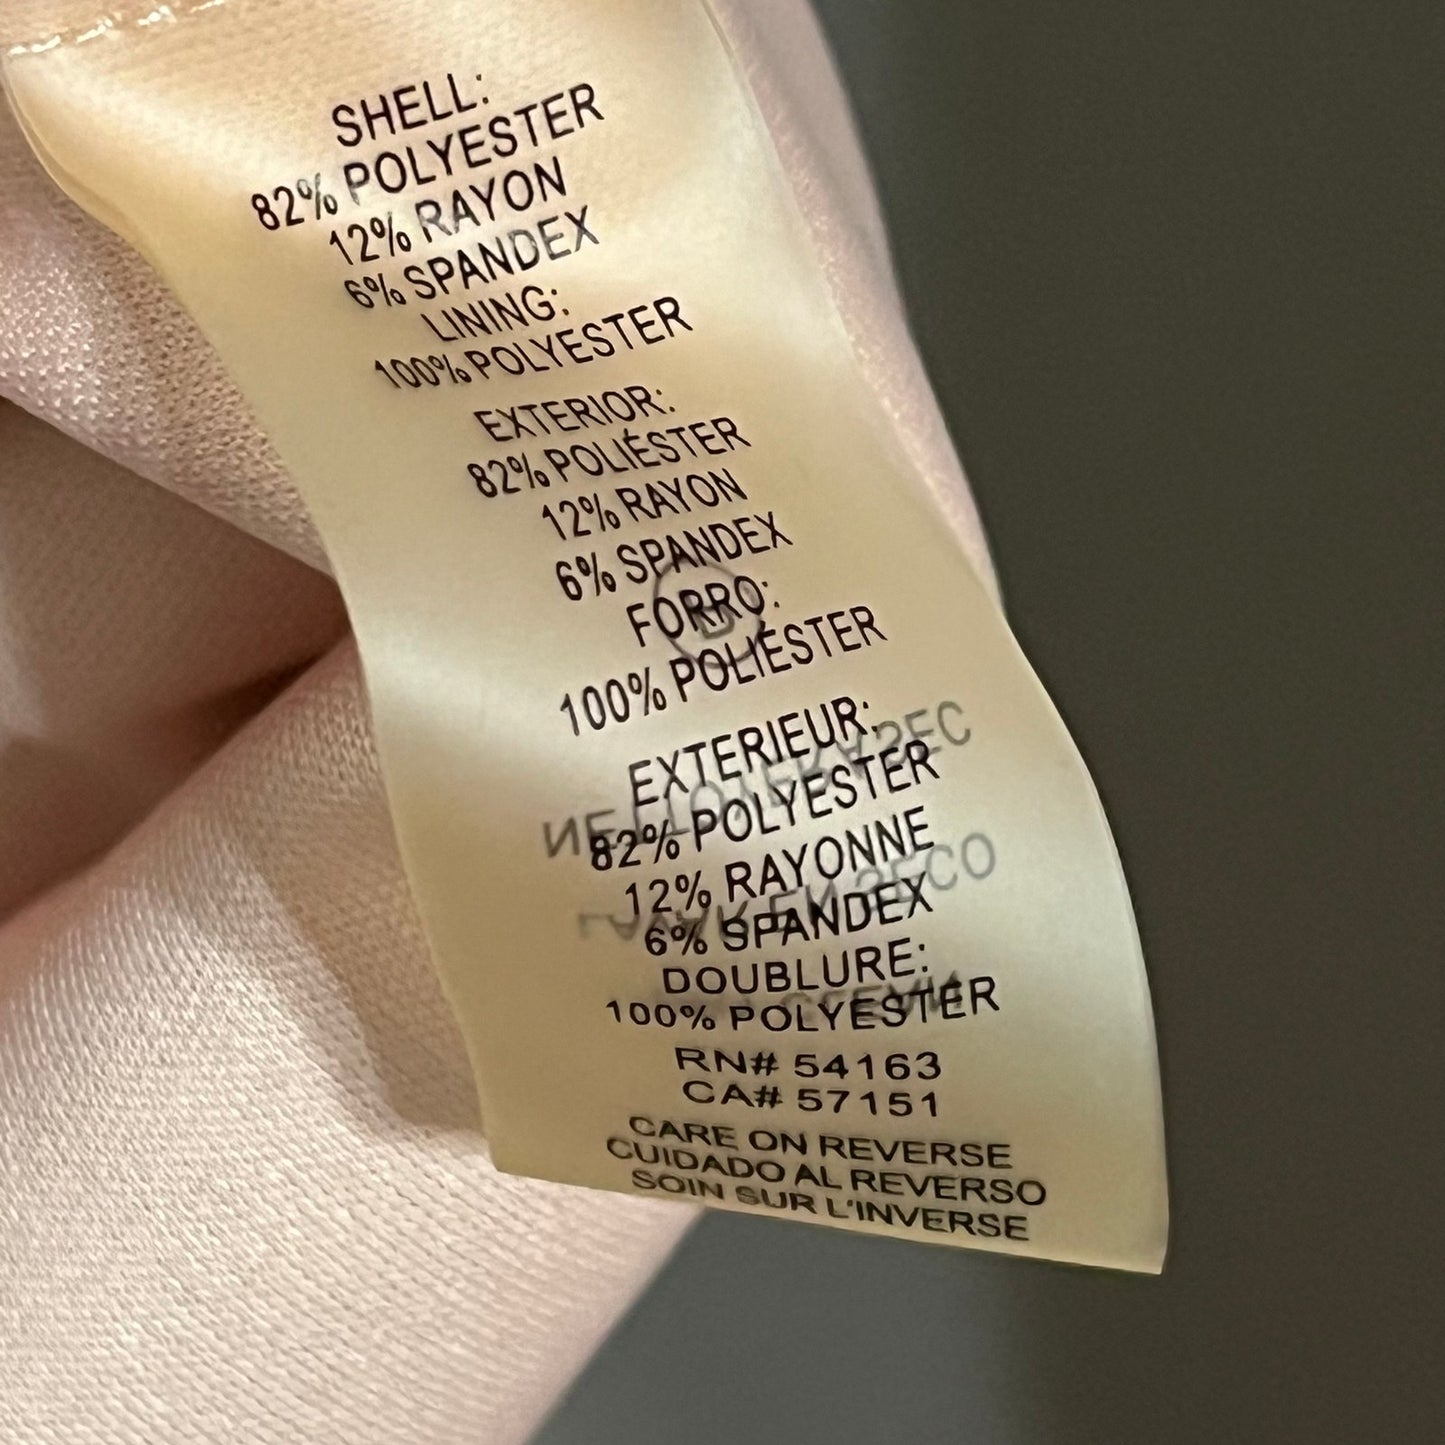 SHELL:
82% POLYESTER
12% RAYON
6% SPANDEX
LINING:
100% POLYESTER
EXTERIOR:
82% POLIÉSTER
12% RAYON
6% SPANDEX
FORRO:
100% POLIÉSTER
EXTERIEUR:
82% POLYESTER
12% RAYONNE
6% SPANDEX
DOUBLURE:
100% POLYESTER
RN# 54163
CA# 57151
CARE ON REVERSE
CUIDADO AL REVERSO
SOIN SUR L'INVERSE